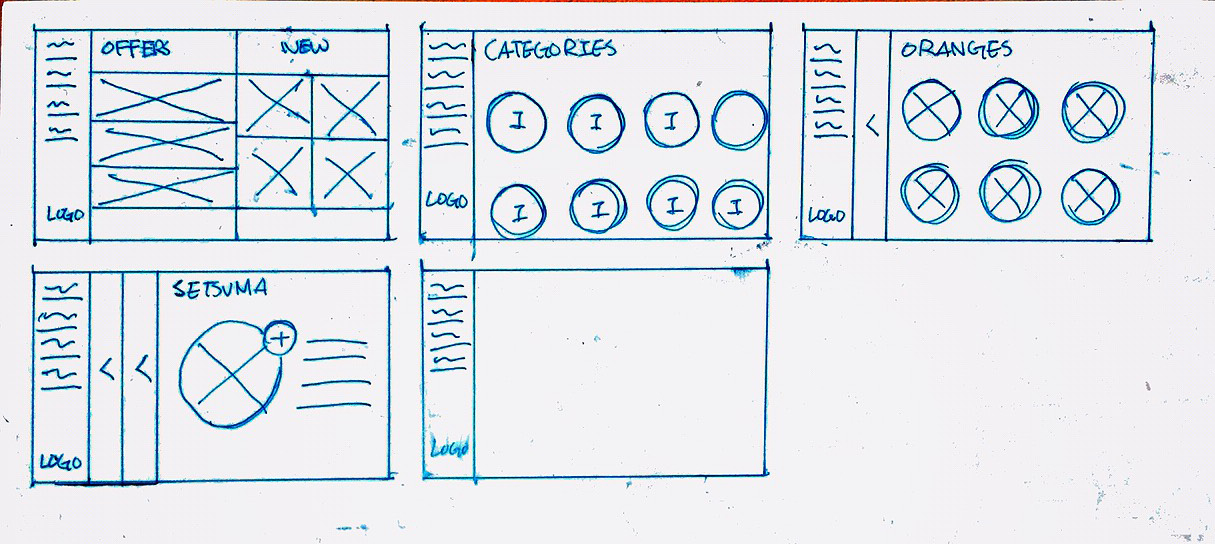 OFFERS
NEW
LOGO
CATEGORIES
I I I
I I I I
LOGO
ORANGES
<
LOGO
SETSUMA
< <
+
LOGO
LOGO